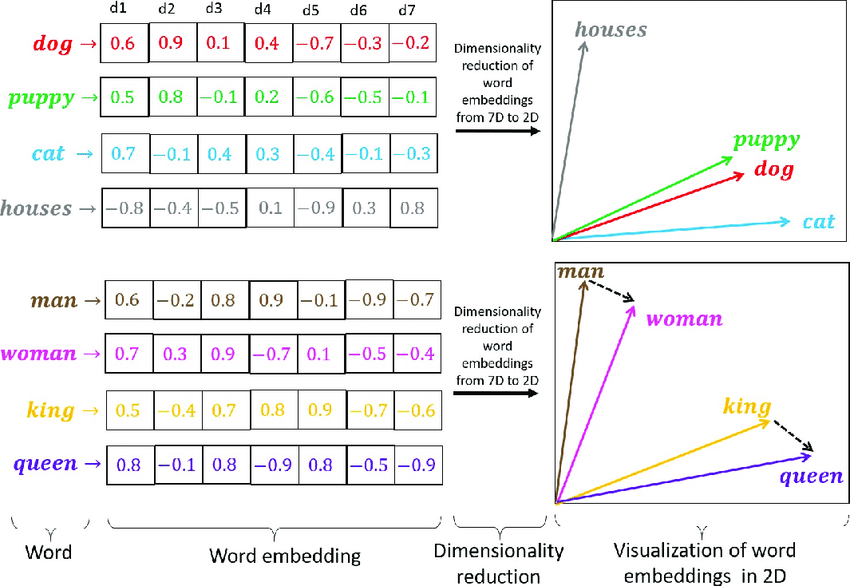 d1 d2 d3 d4 d5 d6 d7
dog → 0.6 0.9 0.1 0.4 −0.7 −0.3 −0.2
puppy → 0.5 0.8 −0.1 0.2 −0.6 −0.5 −0.1
cat → 0.7 −0.1 0.4 0.3 −0.4 −0.1 −0.3
houses → −0.8 −0.4 −0.5 0.1 −0.9 0.3 0.8
Dimensionality
reduction of
word
embeddings
from 7D to 2D
houses
puppy
dog
cat
man → 0.6 −0.2 0.8 0.9 −0.1 −0.9 −0.7
woman → 0.7 0.3 0.9 −0.7 0.1 −0.5 −0.4
king → 0.5 −0.4 0.7 0.8 0.9 −0.7 −0.6
queen → 0.8 −0.1 0.8 −0.9 0.8 −0.5 −0.9
Dimensionality
reduction of
word
embeddings
from 7D to 2D
man
woman
king
queen
Word
Word embedding
Dimensionality
reduction
Visualization of word
embeddings in 2D